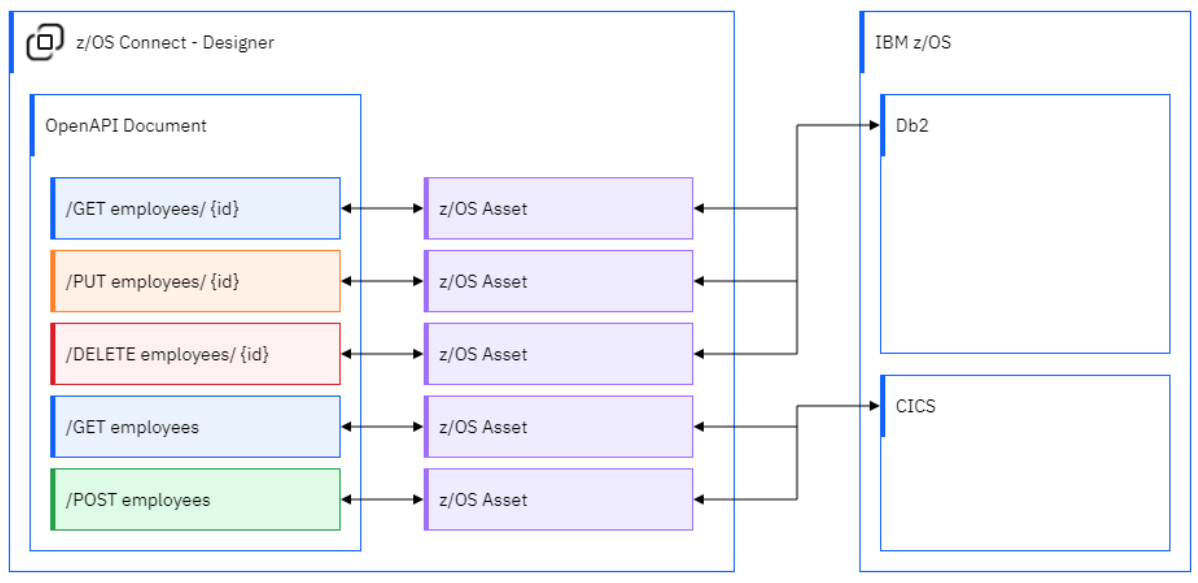 z/OS Connect - Designer
IBM z/OS
OpenAPI Document
Db2
/GET employees/ {id}
z/OS Asset
/PUT employees/ {id}
z/OS Asset
/DELETE employees/ {id}
z/OS Asset
CICS
/GET employees
z/OS Asset
/POST employees
z/OS Asset